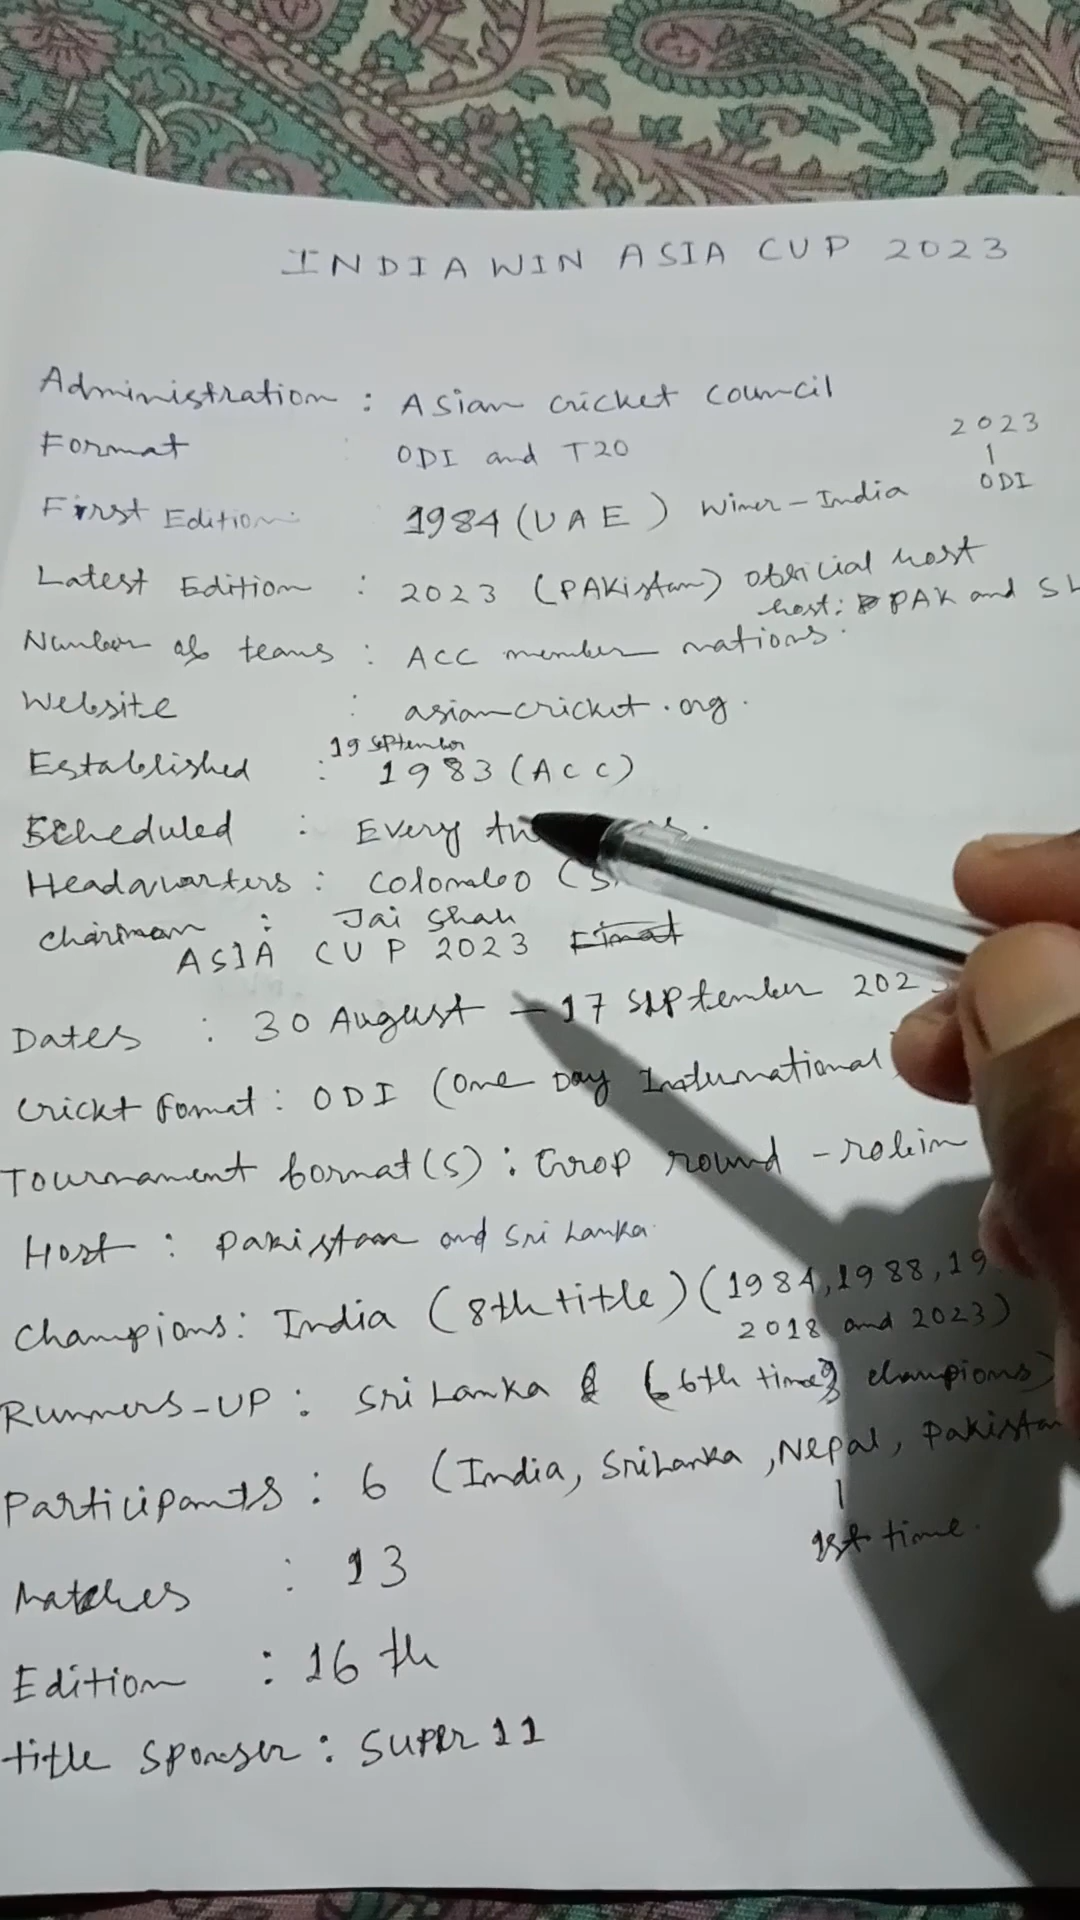 INDIA WIN ASIA CUP 2023
Administration : Asian cricket council
Format : ODI and T20
2023
ODI
First Edition: 1984 (UAE) Winer - India
Latest Edition : 2023 (PAKistan) official host
host: PAK and SL
Number of teams : ACC member nations.
Website : asiancricket.org.
19 September
Established : 1983 (ACC)
Scheduled : Every
Headquarters : Colombo
chairman : Jai Shah
ASIA CUP 2023
Dates : 30 August - 17 September 202
Crickt Fomat : ODI (One Day International
Tournament format(s) : Grop round - robin
Host : Pakistan and Sri Lanka
Champions: India (8th title) (1984, 1988, 19
2018 and 2023)
Runners-UP : Sri Lanka (6th time champions)
Participants : 6 (India, SriLanka, Nepal, Pakistan
1st time.
Matches : 13
Edition : 16 th
title Sponser : Super 11